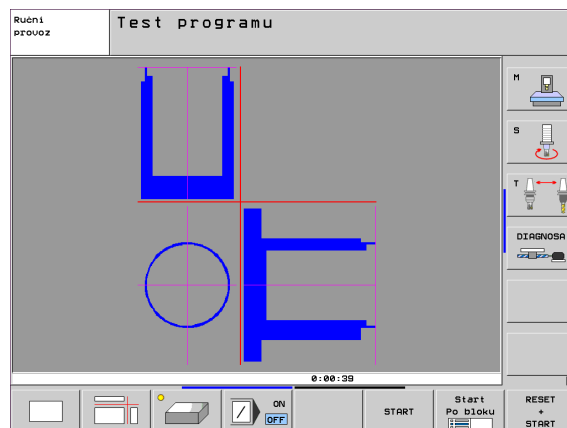 Ruční
provoz
Test programu
M
S
T
DIAGNOSA
0:00:39
ON
OFF
START
Start
Po bloku
RESET
+
START